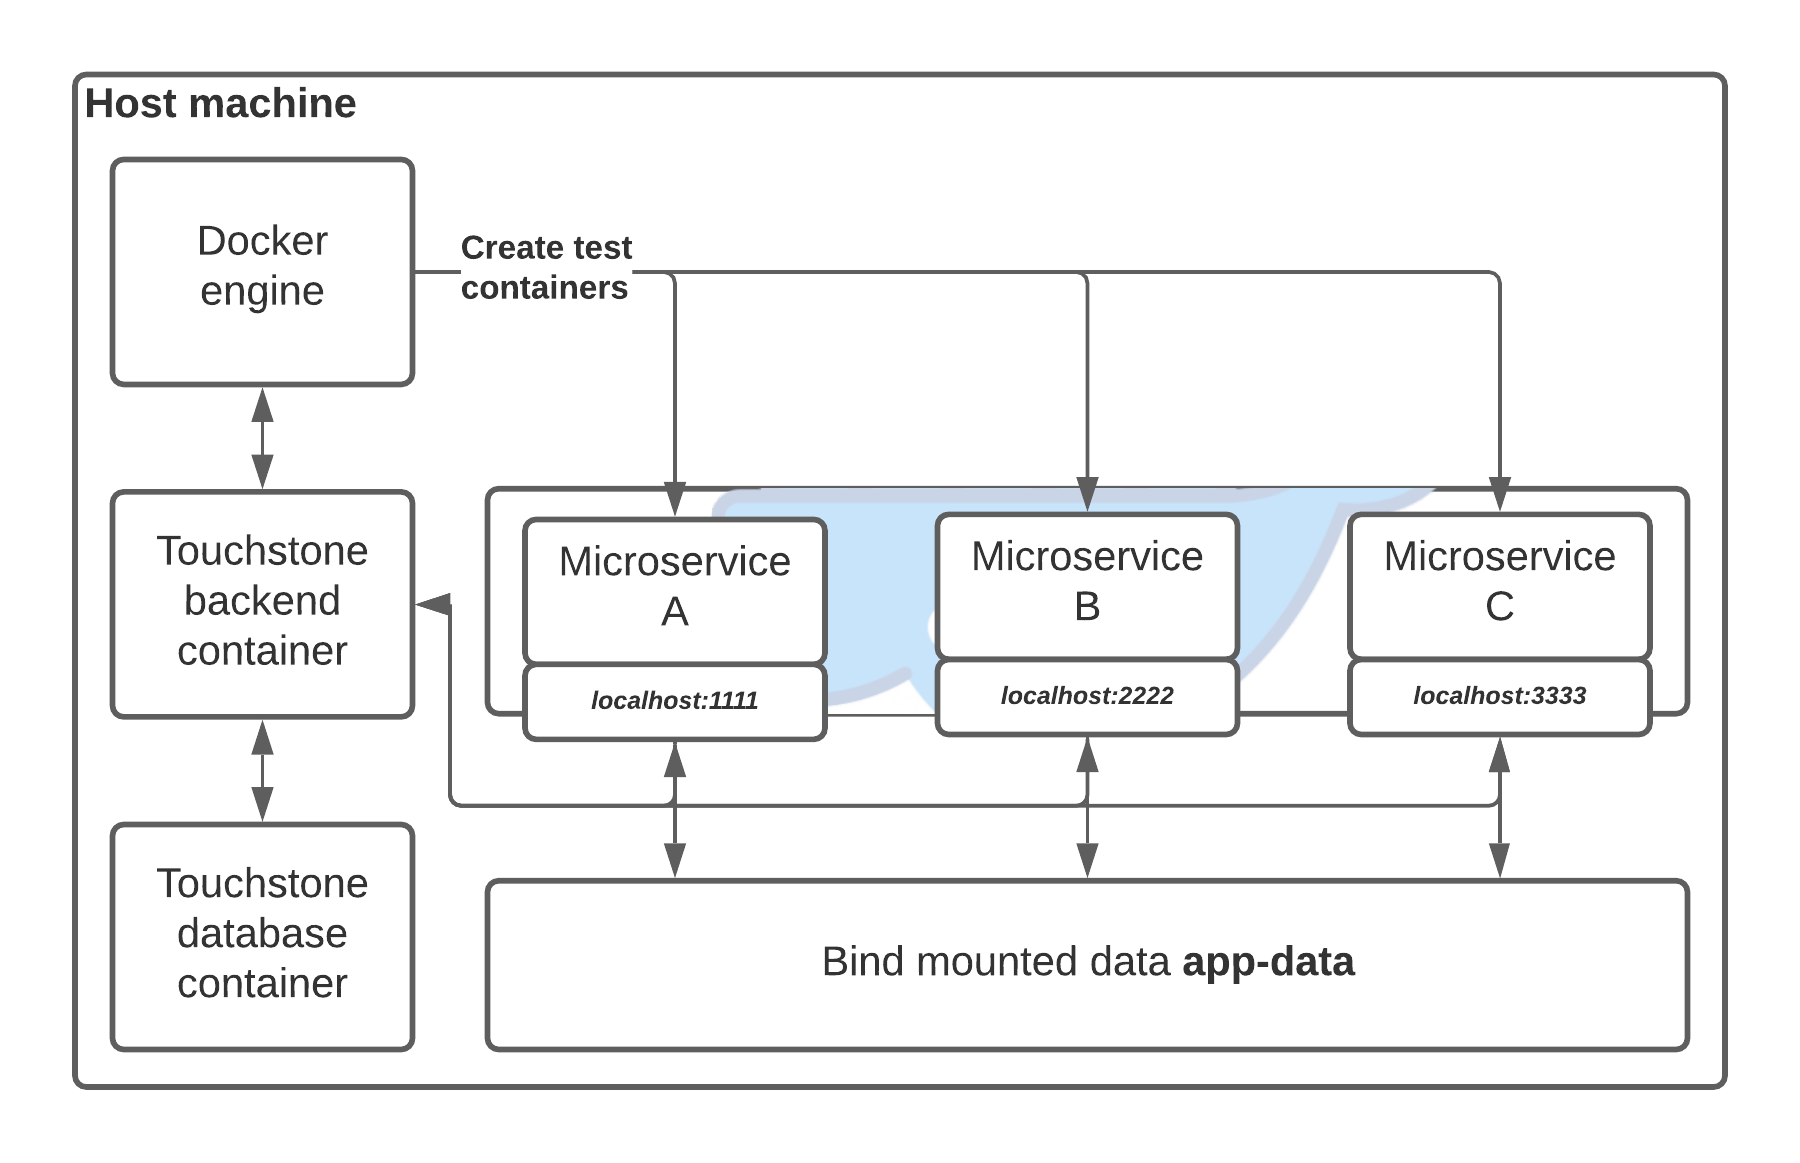 Host machine
Docker
engine
Create test
containers
Touchstone
backend
container
Microservice
A
localhost:1111
Microservice
B
localhost:2222
Microservice
C
localhost:3333
Touchstone
database
container
Bind mounted data app-data